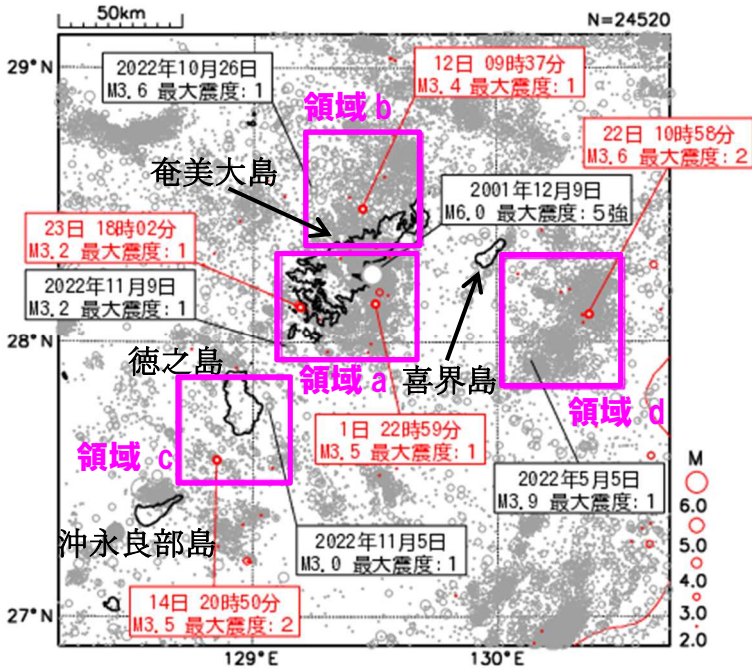 50km
N=24520
29°N
2022年10月26日
M3.6 最大震度:1
12日 09時37分
M3.4 最大震度:1
領域 b
22日 10時58分
M3.6 最大震度:2
奄美大島
2001年12月9日
M6.0 最大震度:5強
23日 18時02分
M3.2 最大震度:1
2022年11月9日
M3.2 最大震度:1
28°N
徳之島
領域 a
喜界島
領域 d
領域 c
1日 22時59分
M3.5 最大震度:1
2022年5月5日
M3.9 最大震度:1
沖永良部島
2022年11月5日
M3.0 最大震度:1
14日 20時50分
M3.5 最大震度:2
27°N
M
6.0
5.0
4.0
3.0
2.0
129°E
130°E